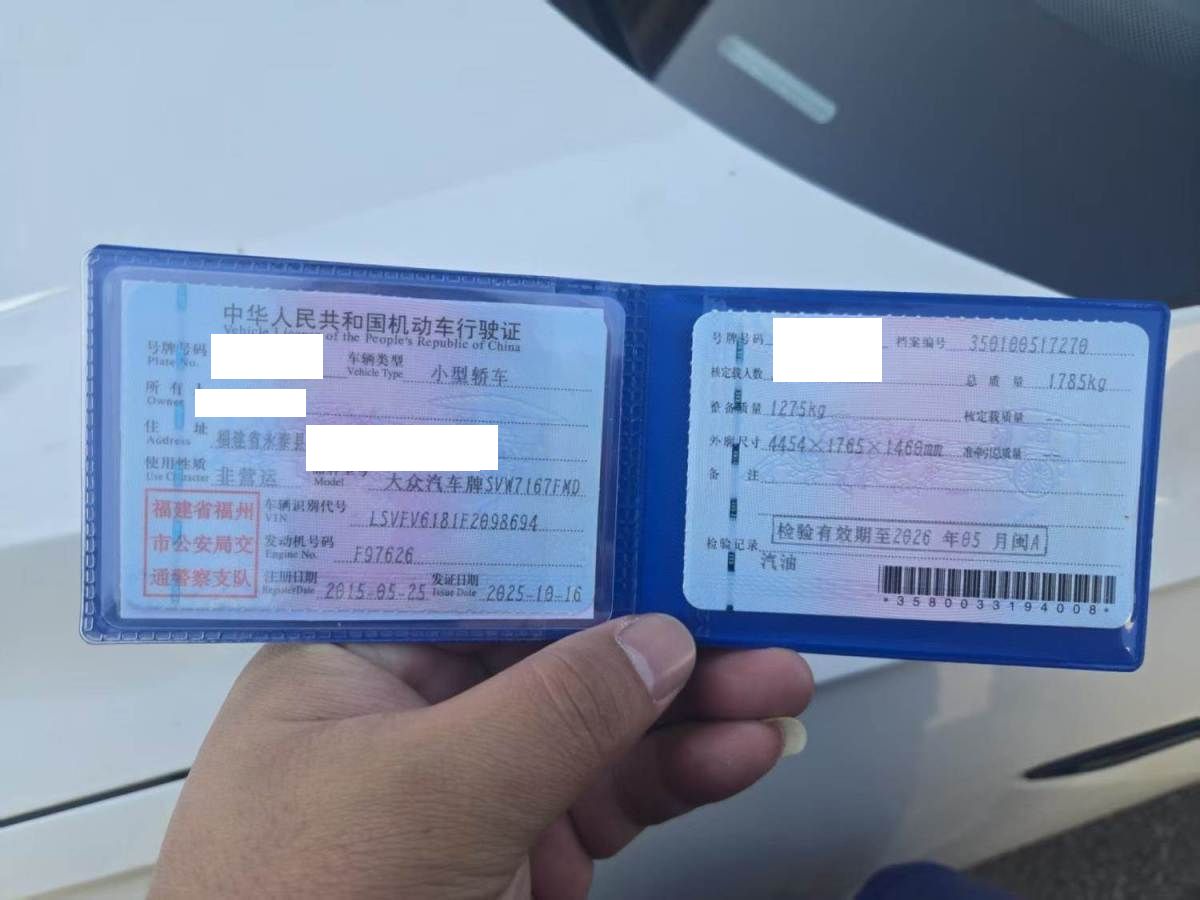 中华人民共和国机动车行驶证
of the People's Republic of China
号牌号码
Plate No.
车辆类型
Vehicle Type
小型轿车
所有人
Owner
住 址
Address
福建省永泰县
使用性质
Use Character
非营运
Model
大众汽车牌SVW7167FMD
福建省福州
市公安局交
通警察支队
车辆识别代号
VIN
LSVFV6181F2098694
发动机号码
Engine No.
F97626
注册日期
Register Date
2015-05-25
发证日期
Issue Date
2025-10-16
号牌号码
档案编号 350100517270
核定载人数
总 质 量 1785kg
整备质量 1275kg
核定载质量 --
外廓尺寸 4454×1765×1460mm
准牵引总质量 --
备 注
检验记录
检验有效期至2026 年05 月闽A
汽油
*3580033194008*